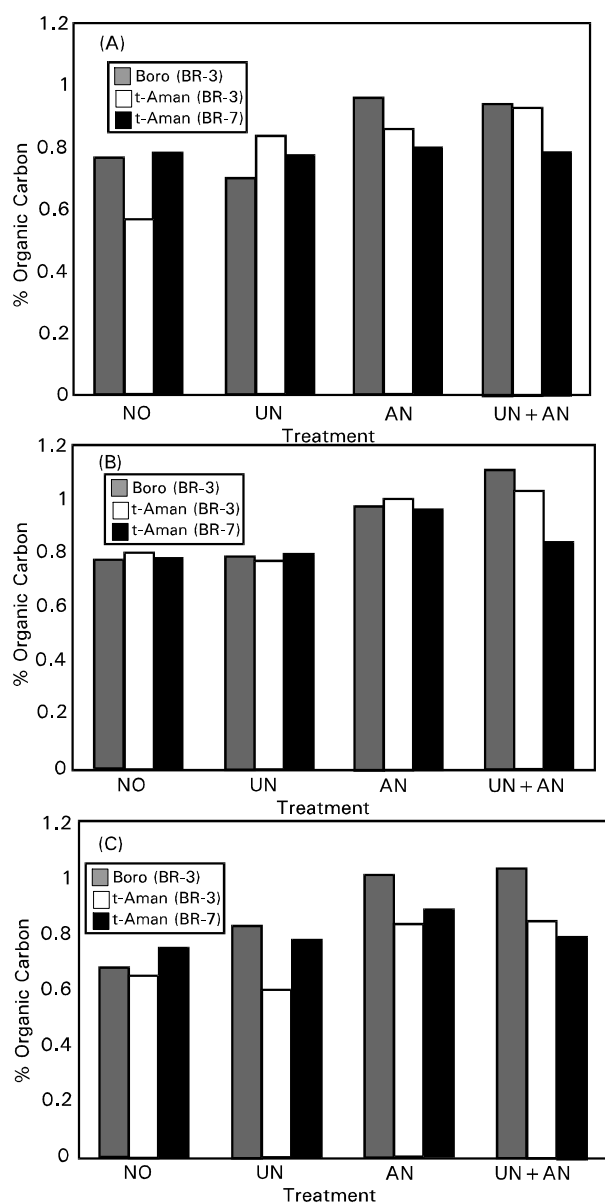 1.2
(A)
Boro (BR-3)
t-Aman (BR-3)
t-Aman (BR-7)
1
0.8
0.6
0.4
0.2
0
% Organic Carbon
NO UN AN UN + AN
Treatment
(B)
Boro (BR-3)
t-Aman (BR-3)
t-Aman (BR-7)
1.2
1
0.8
0.6
0.4
0.2
0
% Organic Carbon
NO UN AN UN + AN
Treatment
1.2
(C)
Boro (BR-3)
t-Aman (BR-3)
t-Aman (BR-7)
1
0.8
0.6
0.4
0.2
0
% Organic Carbon
NO UN AN UN + AN
Treatment